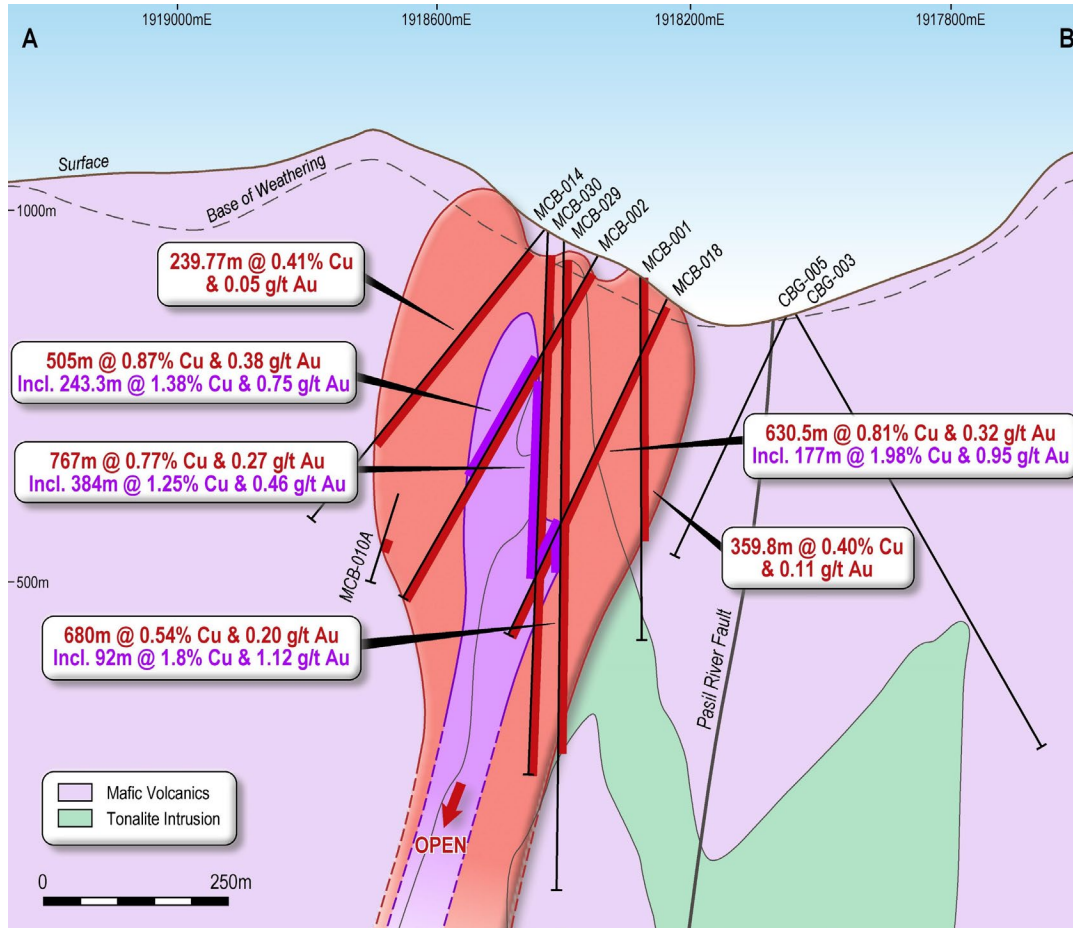 1919000mE
1918600mE
1918200mE
1917800mE
A
B
Surface
Base of Weathering
1000m
MCB-014
MCB-030
MCB-029
MCB-002
MCB-001
MCB-018
CBG-005
CBG-003
239.77m @ 0.41% Cu
& 0.05 g/t Au
505m @ 0.87% Cu & 0.38 g/t Au
Incl. 243.3m @ 1.38% Cu & 0.75 g/t Au
767m @ 0.77% Cu & 0.27 g/t Au
Incl. 384m @ 1.25% Cu & 0.46 g/t Au
630.5m @ 0.81% Cu & 0.32 g/t Au
Incl. 177m @ 1.98% Cu & 0.95 g/t Au
359.8m @ 0.40% Cu
& 0.11 g/t Au
MCB-010A
500m
680m @ 0.54% Cu & 0.20 g/t Au
Incl. 92m @ 1.8% Cu & 1.12 g/t Au
Pasil River Fault
OPEN
Mafic Volcanics
Tonalite Intrusion
0
250m